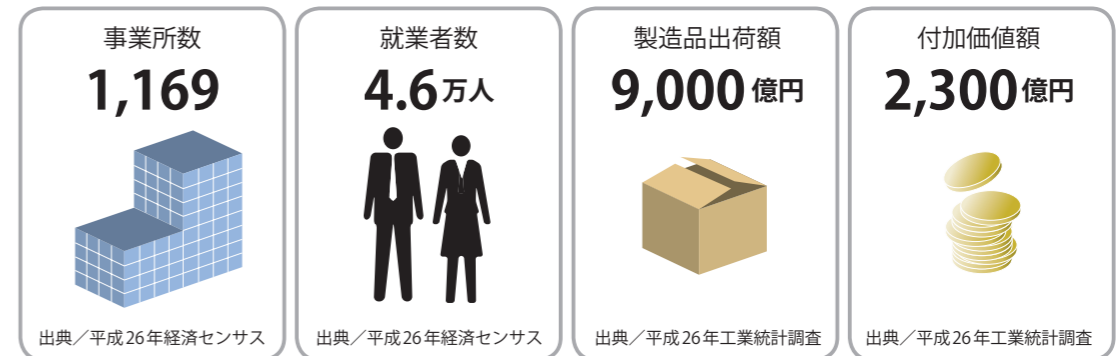 事業所数
1,169
出典／平成26年経済センサス
就業者数
4.6万人
出典／平成26年経済センサス
製造品出荷額
9,000億円
出典／平成26年工業統計調査
付加価値額
2,300億円
出典／平成26年工業統計調査